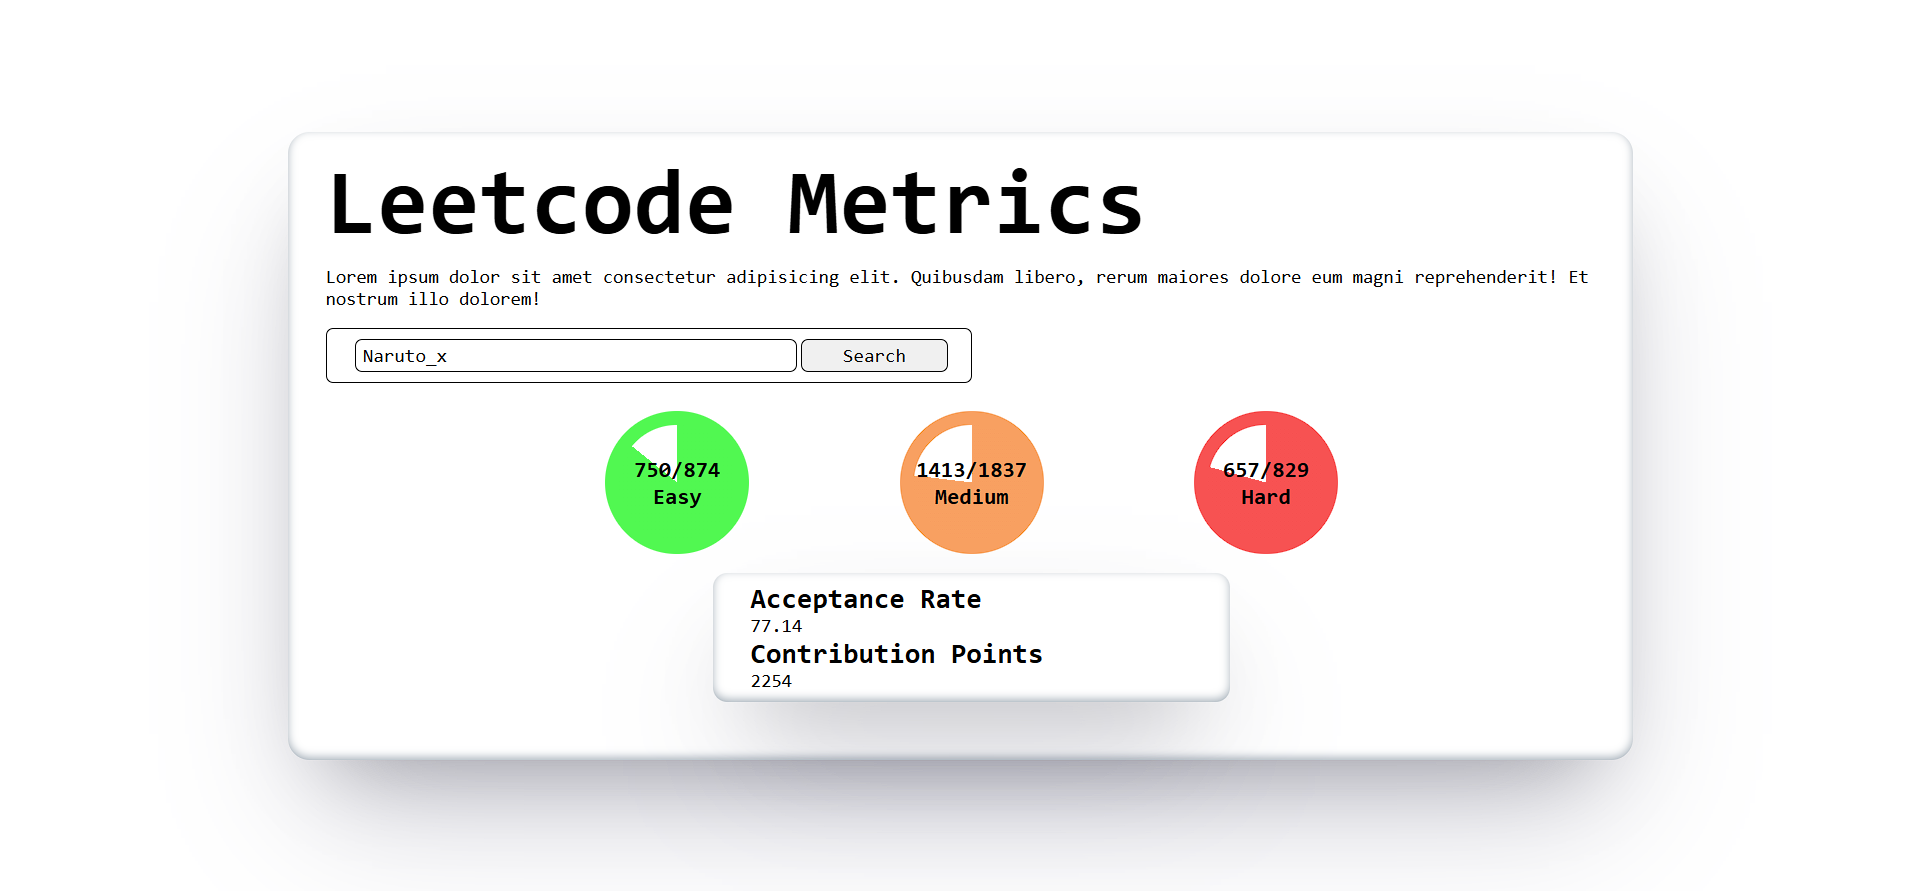 Leetcode Metrics
Lorem ipsum dolor sit amet consectetur adipisicing elit. Quibusdam libero, rerum maiores dolore eum magni reprehenderit! Et
nostrum illo dolorem!
Naruto_x
Search
750/874
Easy
1413/1837
Medium
657/829
Hard
Acceptance Rate
77.14
Contribution Points
2254